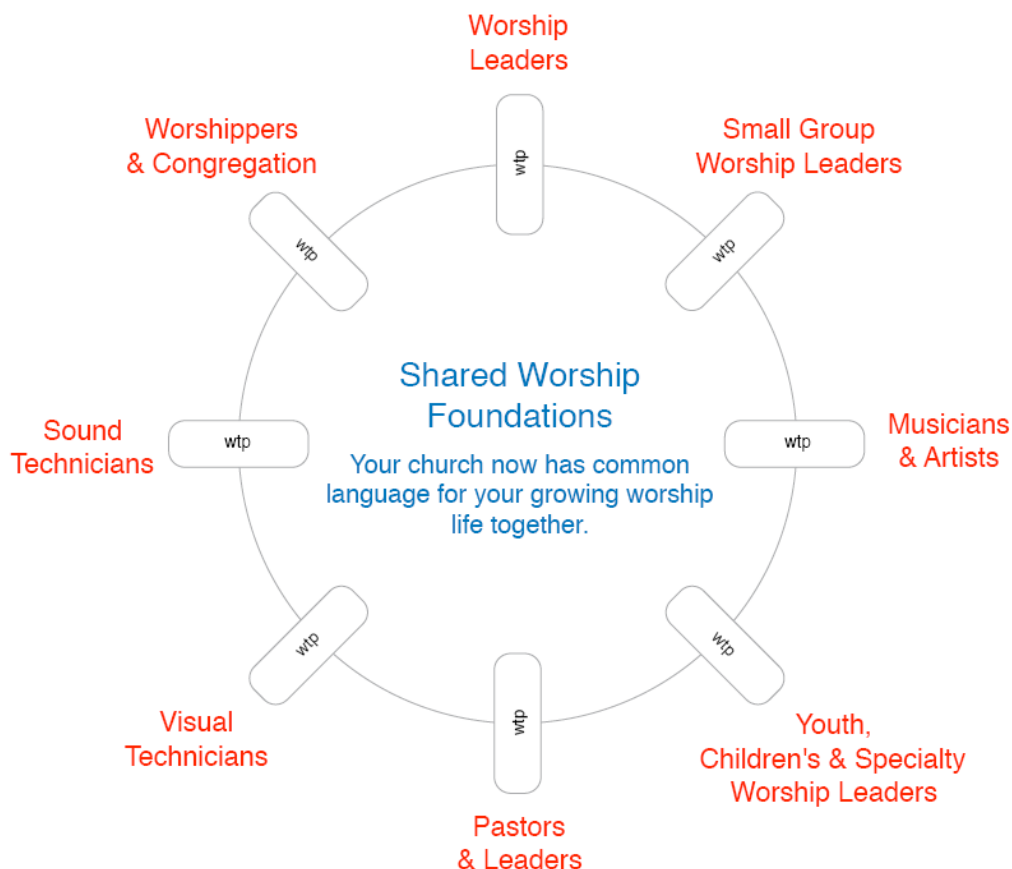 Worship
Leaders
Worshippers
& Congregation
Small Group
Worship Leaders
wtp
wtp
wtp
Shared Worship
Foundations
Your church now has common
language for your growing worship
life together.
Sound
Technicians
wtp
wtp
Musicians
& Artists
wtp
wtp
wtp
Visual
Technicians
Youth,
Children's & Specialty
Worship Leaders
Pastors
& Leaders